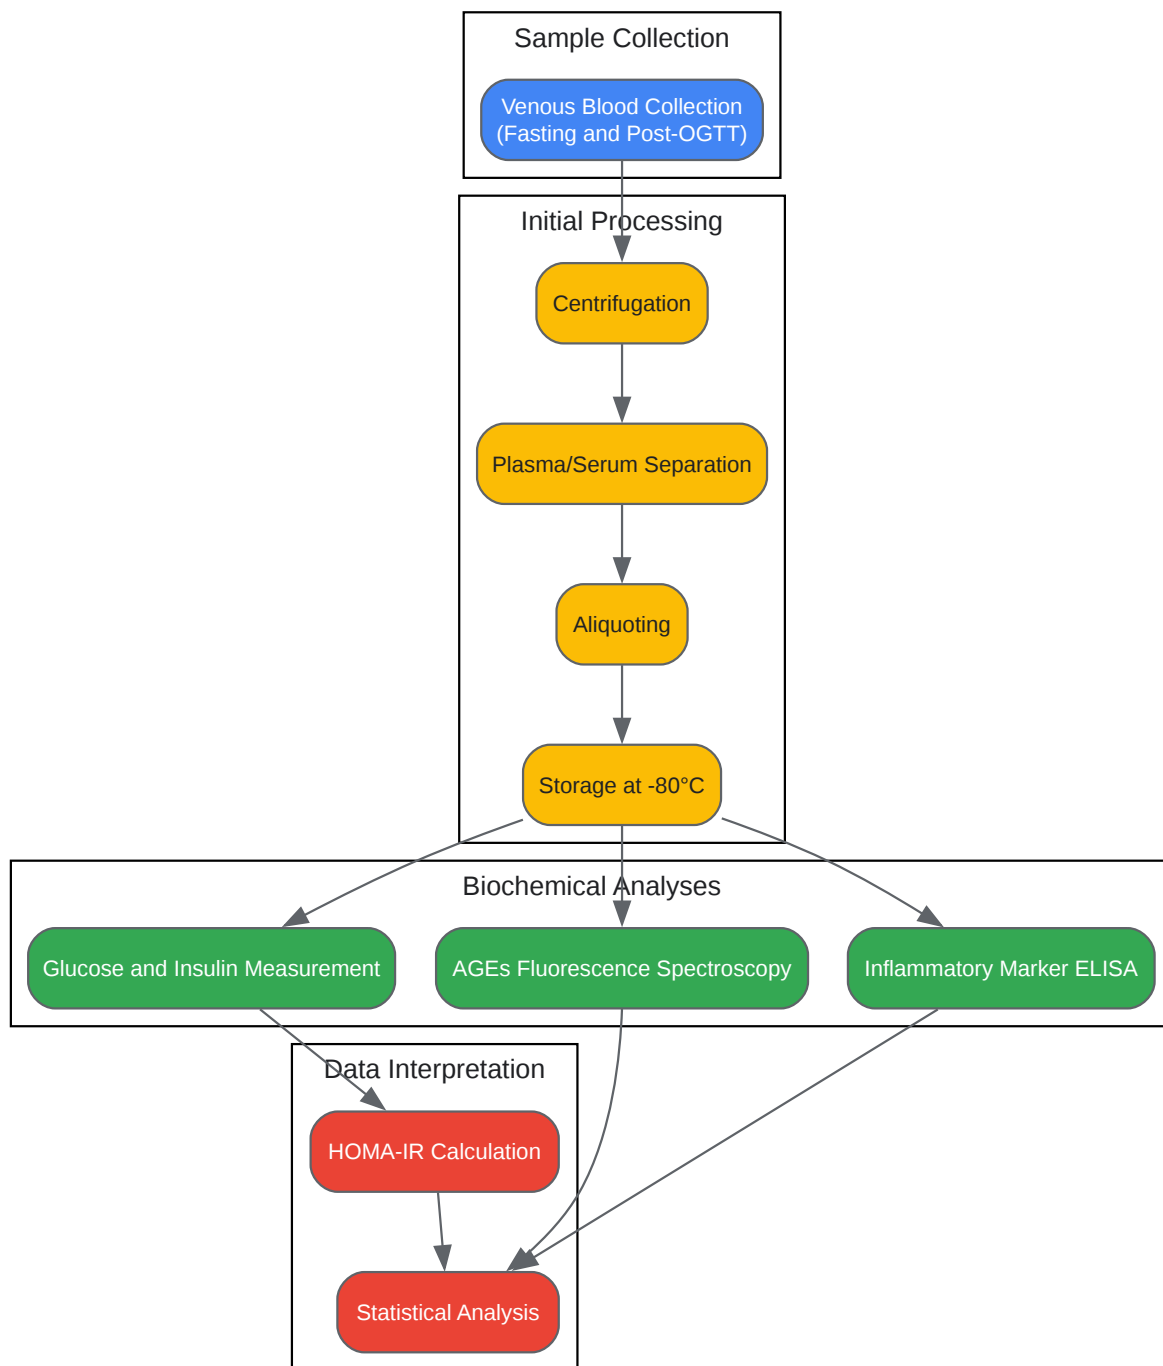 Sample Collection
Venous Blood Collection
(Fasting and Post-OGTT)
Initial Processing
Centrifugation
Plasma/Serum Separation
Aliquoting
Storage at -80°C
Biochemical Analyses
Glucose and Insulin Measurement
AGEs Fluorescence Spectroscopy
Inflammatory Marker ELISA
Data Interpretation
HOMA-IR Calculation
Statistical Analysis